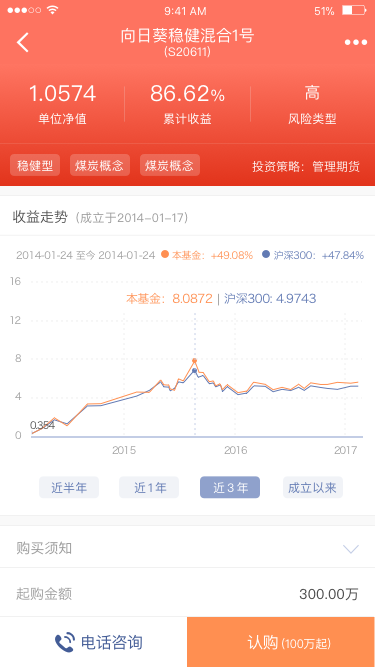 9:41 AM 51%
向日葵稳健混合1号
(S20611)
1.0574 86.62% 高
单位净值 累计收益 风险类型
稳健型 煤炭概念 煤炭概念 投资策略：管理期货
收益走势（成立于2014-01-17）
2014-01-24 至今 2014-01-24 本基金：+49.08% 沪深300：+47.84%
16
本基金：8.0872 | 沪深300: 4.9743
12
8
4
0.354
0
2015 2016 2017
近半年 近1年 近3年 成立以来
购买须知
起购金额 300.00万
电话咨询 认购 (100万起)